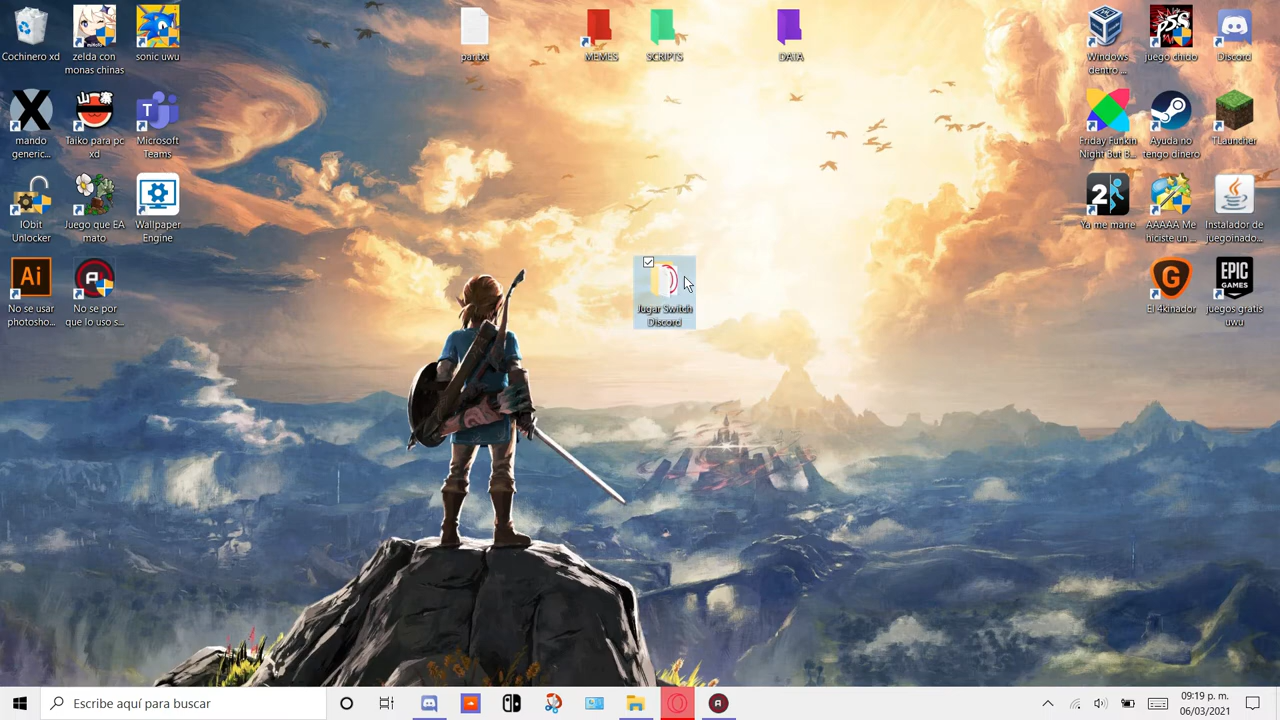 Cochinero xd
zelda con
monas chinas
sonic uwu
pan.txt
MEMES
SCRIPTS
DATA
Windows
dentro ...
P5S
juego chido
Discord
X
mando
generic...
Taiko para pc
xd
T
Microsoft
Teams
Friday Funkin
Night But B...
Ayuda no
tengo dinero
TLauncher
IObit
Unlocker
Juego que EA
mato
Wallpaper
Engine
2
Ya me marie
AAAAA Me
hiciste un ...
Java
Instalador de
juegoinado...
Ai
No se usar
photosho...
A
No se por
que lo uso s...
Jugar Switch
Discord
G
El 4kinador
EPIC
GAMES
Juegos gratis
uwu
Escribe aquí para buscar
09:19 p. m.
06/03/2021